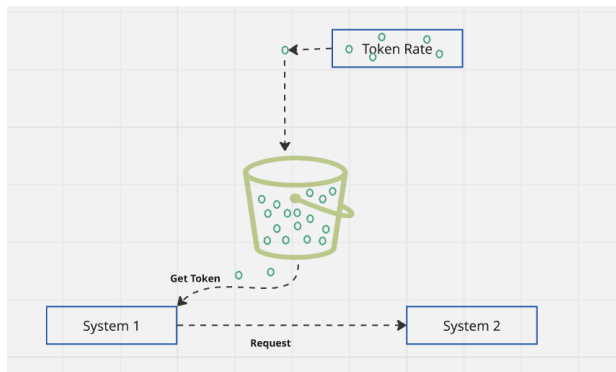 Token Rate
Get Token
System 1
System 2
Request